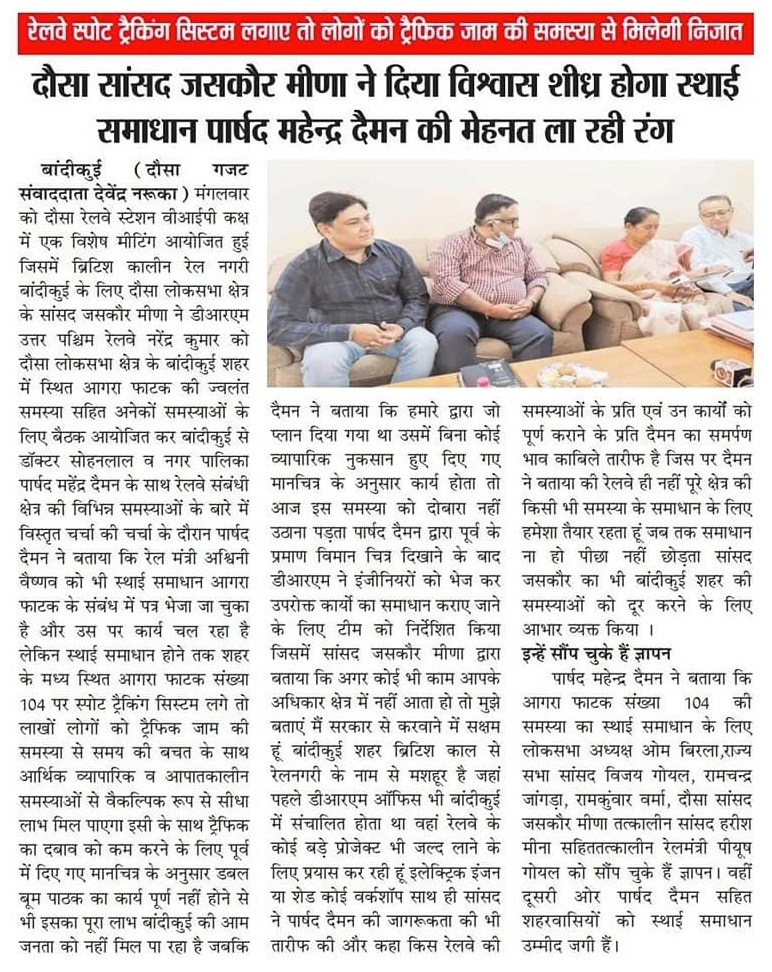 रेलवे स्पोट ट्रैकिंग सिस्टम लगाए तो लोगों को ट्रैफिक जाम की समस्या से मिलेगी निजात
दौसा सांसद जसकौर मीणा ने दिया विश्वास शीध्र होगा स्थाई
समाधान पार्षद महेन्द्र दैमन की मेहनत ला रही रंग
बांदीकुई (दौसा गजट
संवाददाता देवेंद्र नरूका) मंगलवार
को दौसा रेलवे स्टेशन वीआईपी कक्ष
में एक विशेष मीटिंग आयोजित हुई
जिसमें ब्रिटिश कालीन रेल नगरी
बांदीकुई के लिए दौसा लोकसभा क्षेत्र
के सांसद जसकौर मीणा ने डीआरएम
उत्तर पश्चिम रेलवे नरेंद्र कुमार को
दौसा लोकसभा क्षेत्र के बांदीकुई शहर
में स्थित आगरा फाटक की ज्वलंत
समस्या सहित अनेकों समस्याओं के
लिए बैठक आयोजित कर बांदीकुई से
डॉक्टर सोहनलाल व नगर पालिका
पार्षद महेंद्र दैमन के साथ रेलवे संबंधी
क्षेत्र की विभिन्न समस्याओं के बारे में
विस्तृत चर्चा की चर्चा के दौरान पार्षद
दैमन ने बताया कि रेल मंत्री अश्विनी
वैष्णव को भी स्थाई समाधान आगरा
फाटक के संबंध में पत्र भेजा जा चुका
है और उस पर कार्य चल रहा है
लेकिन स्थाई समाधान होने तक शहर
के मध्य स्थित आगरा फाटक संख्या
104 पर स्पोट ट्रैकिंग सिस्टम लगे तो
लाखों लोगों को ट्रैफिक जाम की
समस्या से समय की बचत के साथ
आर्थिक व्यापारिक व आपातकालीन
समस्याओं से वैकल्पिक रूप से सीधा
लाभ मिल पाएगा इसी के साथ ट्रैफिक
का दबाव को कम करने के लिए पूर्व
में दिए गए मानचित्र के अनुसार डबल
बूम पाठक का कार्य पूर्ण नहीं होने से
भी इसका पूरा लाभ बांदीकुई की आम
जनता को नहीं मिल पा रहा है जबकि
दैमन ने बताया कि हमारे द्वारा जो
प्लान दिया गया था उसमें बिना कोई
व्यापारिक नुकसान हुए दिए गए
मानचित्र के अनुसार कार्य होता तो
आज इस समस्या को दोबारा नहीं
उठाना पड़ता पार्षद दैमन द्वारा पूर्व के
प्रमाण विमान चित्र दिखाने के बाद
डीआरएम ने इंजीनियरों को भेज कर
उपरोक्त कार्यो का समाधान कराए जाने
के लिए टीम को निर्देशित किया
जिसमें सांसद जसकौर मीणा द्वारा
बताया कि अगर कोई भी काम आपके
अधिकार क्षेत्र में नहीं आता हो तो मुझे
बताएं मैं सरकार से करवाने में सक्षम
हूं बांदीकुई शहर ब्रिटिश काल से
रेलनगरी के नाम से मशहूर है जहां
पहले डीआरएम ऑफिस भी बांदीकुई
में संचालित होता था वहां रेलवे के
कोई बड़े प्रोजेक्ट भी जल्द लाने के
लिए प्रयास कर रही हूं इलेक्ट्रिक इंजन
या शेड कोई वर्कशॉप साथ ही सांसद
ने पार्षद दैमन की जागरूकता की भी
तारीफ की और कहा किस रेलवे की
समस्याओं के प्रति एवं उन कार्यों को
पूर्ण कराने के प्रति दैमन का समर्पण
भाव काबिले तारीफ है जिस पर दैमन
ने बताया की रेलवे ही नहीं पूरे क्षेत्र की
किसी भी समस्या के समाधान के लिए
हमेशा तैयार रहता हूं जब तक समाधान
ना हो पीछा नहीं छोड़ता सांसद
जसकौर का भी बांदीकुई शहर की
समस्याओं को दूर करने के लिए
आभार व्यक्त किया ।
इन्हें सौंप चुके हैं ज्ञापन
पार्षद महेन्द्र दैमन ने बताया कि
आगरा फाटक संख्या 104 की
समस्या का स्थाई समाधान के लिए
लोकसभा अध्यक्ष ओम बिरला,राज्य
सभा सांसद विजय गोयल, रामचन्द्र
जांगड़ा, रामकुंवार वर्मा, दौसा सांसद
जसकौर मीणा तत्कालीन सांसद हरीश
मीना सहिततत्कालीन रेलमंत्री पीयूष
गोयल को सौंप चुके हैं ज्ञापन। वहीं
दूसरी ओर पार्षद दैमन सहित
शहरवासियों को स्थाई समाधान
उम्मीद जगी हैं।